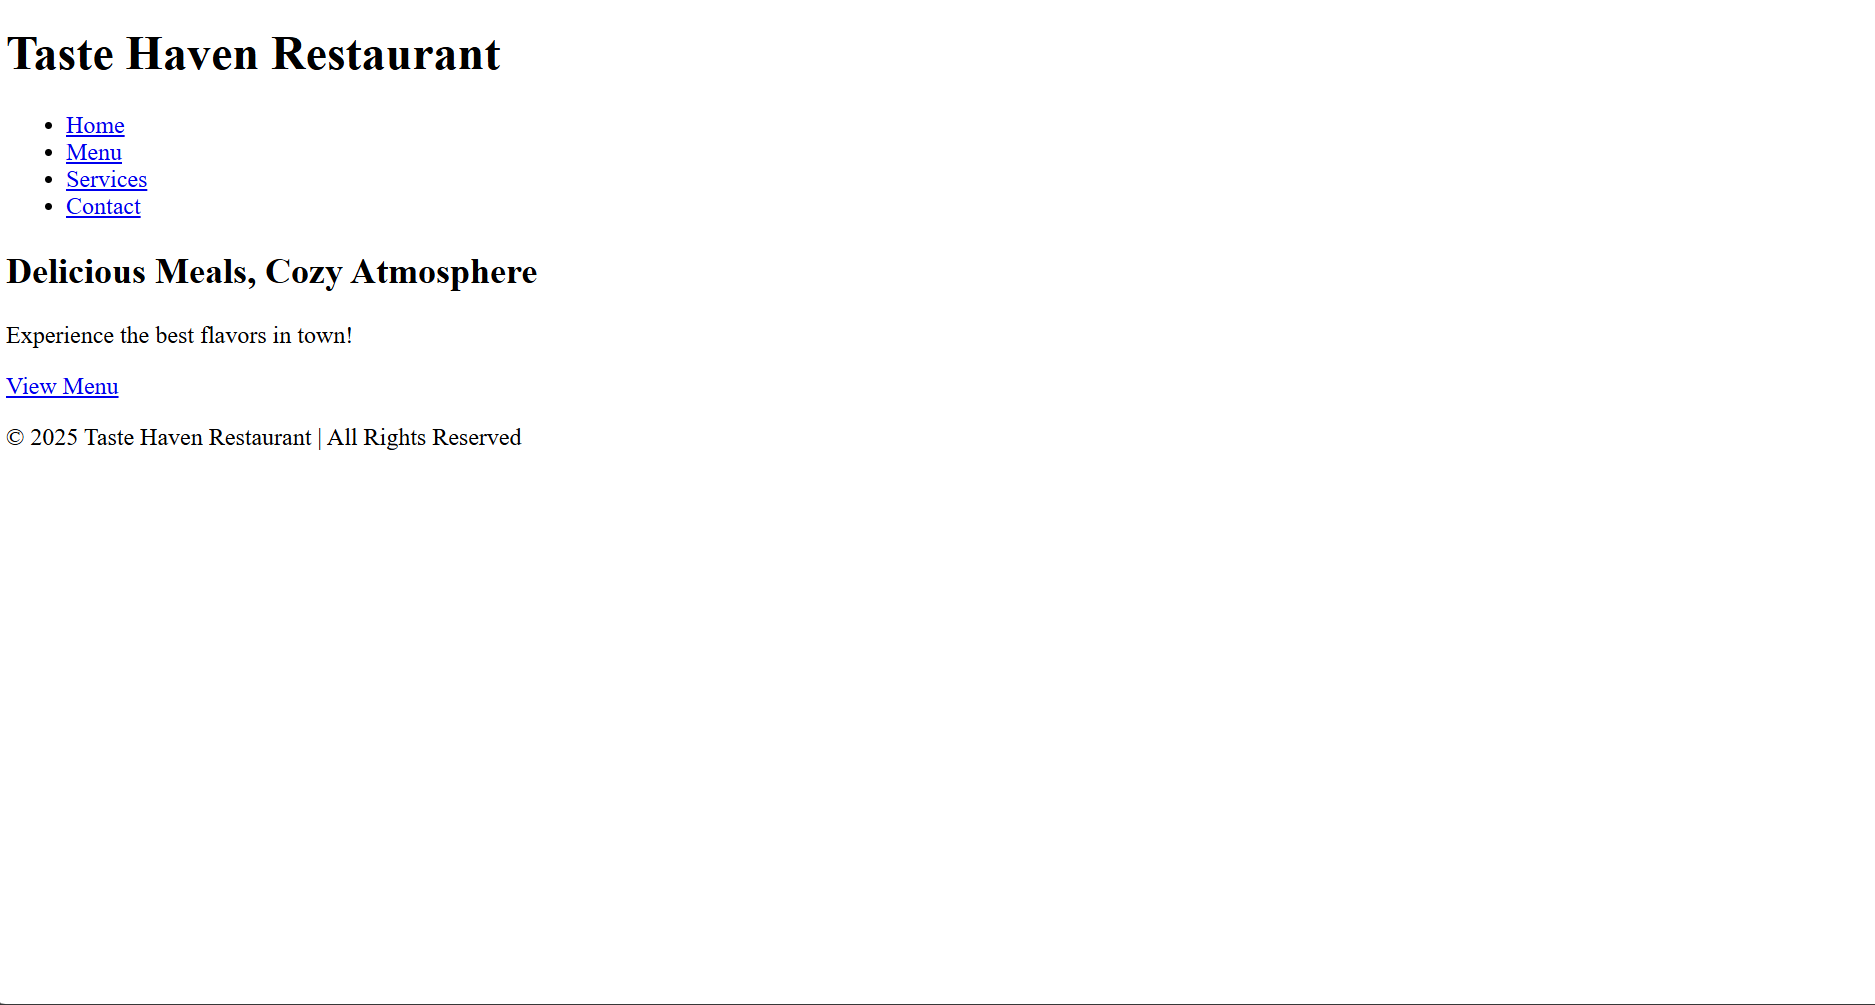 Taste Haven Restaurant
Home
Menu
Services
Contact
Delicious Meals, Cozy Atmosphere
Experience the best flavors in town!
View Menu
© 2025 Taste Haven Restaurant | All Rights Reserved